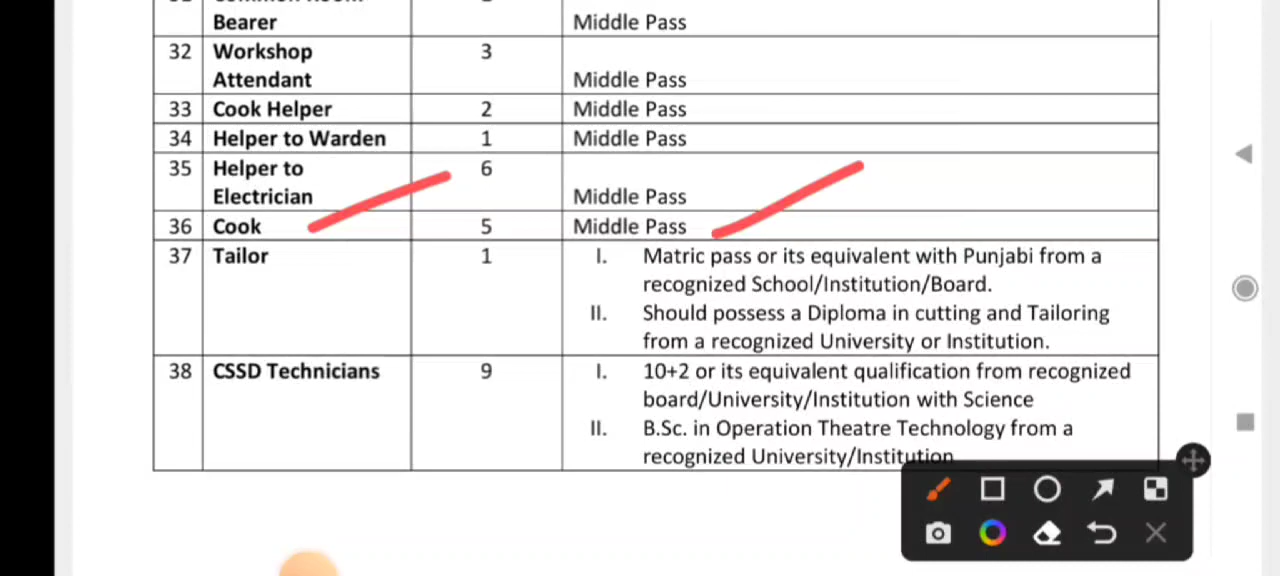 Bearer Middle Pass
32 Workshop 3
Attendant Middle Pass
33 Cook Helper 2 Middle Pass
34 Helper to Warden 1 Middle Pass
35 Helper to 6
Electrician Middle Pass
36 Cook 5 Middle Pass
37 Tailor 1 I. Matric pass or its equivalent with Punjabi from a
recognized School/Institution/Board.
II. Should possess a Diploma in cutting and Tailoring
from a recognized University or Institution.
38 CSSD Technicians 9 I. 10+2 or its equivalent qualification from recognized
board/University/Institution with Science
II. B.Sc. in Operation Theatre Technology from a
recognized University/Institution